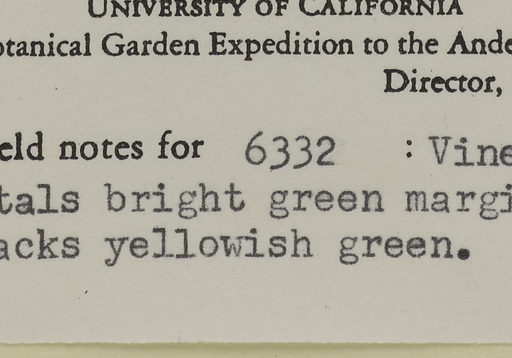 UNIVERSITY OF CALIFORNIA
otanical Garden Expedition to the Ande
Director,
eld notes for 6332 : Vine
tals bright green margi
acks yellowish green.